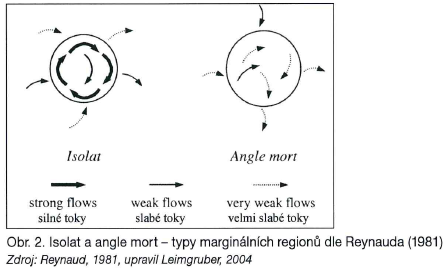 Isolat
Angle mort
strong flows
silné toky
weak flows
slabé toky
very weak flows
velmi slabé toky
Obr. 2. Isolat a angle mort – typy marginálních regionů dle Reynauda (1981)
Zdroj: Reynaud, 1981, upravil Leimgruber, 2004